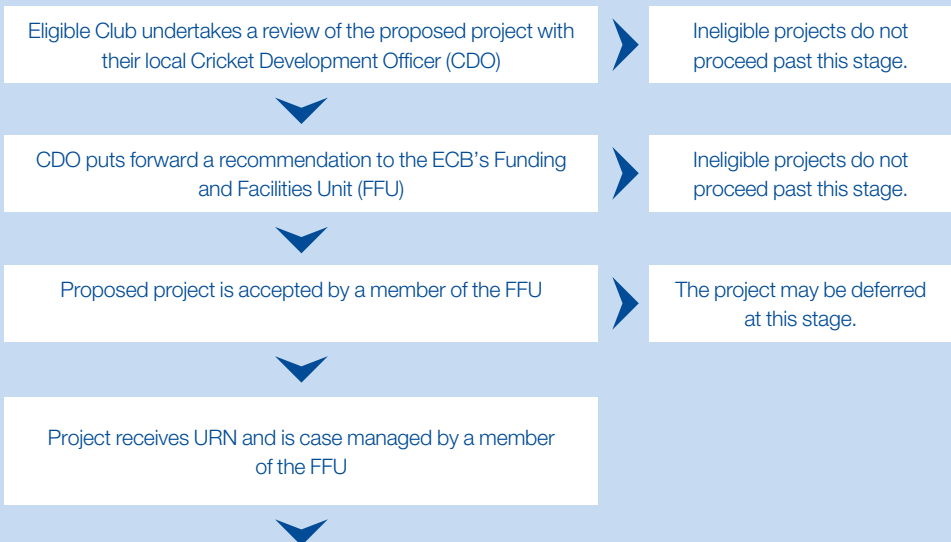 Eligible Club undertakes a review of the proposed project with
their local Cricket Development Officer (CDO)
Ineligible projects do not
proceed past this stage.
CDO puts forward a recommendation to the ECB's Funding
and Facilities Unit (FFU)
Ineligible projects do not
proceed past this stage.
Proposed project is accepted by a member of the FFU
The project may be deferred
at this stage.
Project receives URN and is case managed by a member
of the FFU